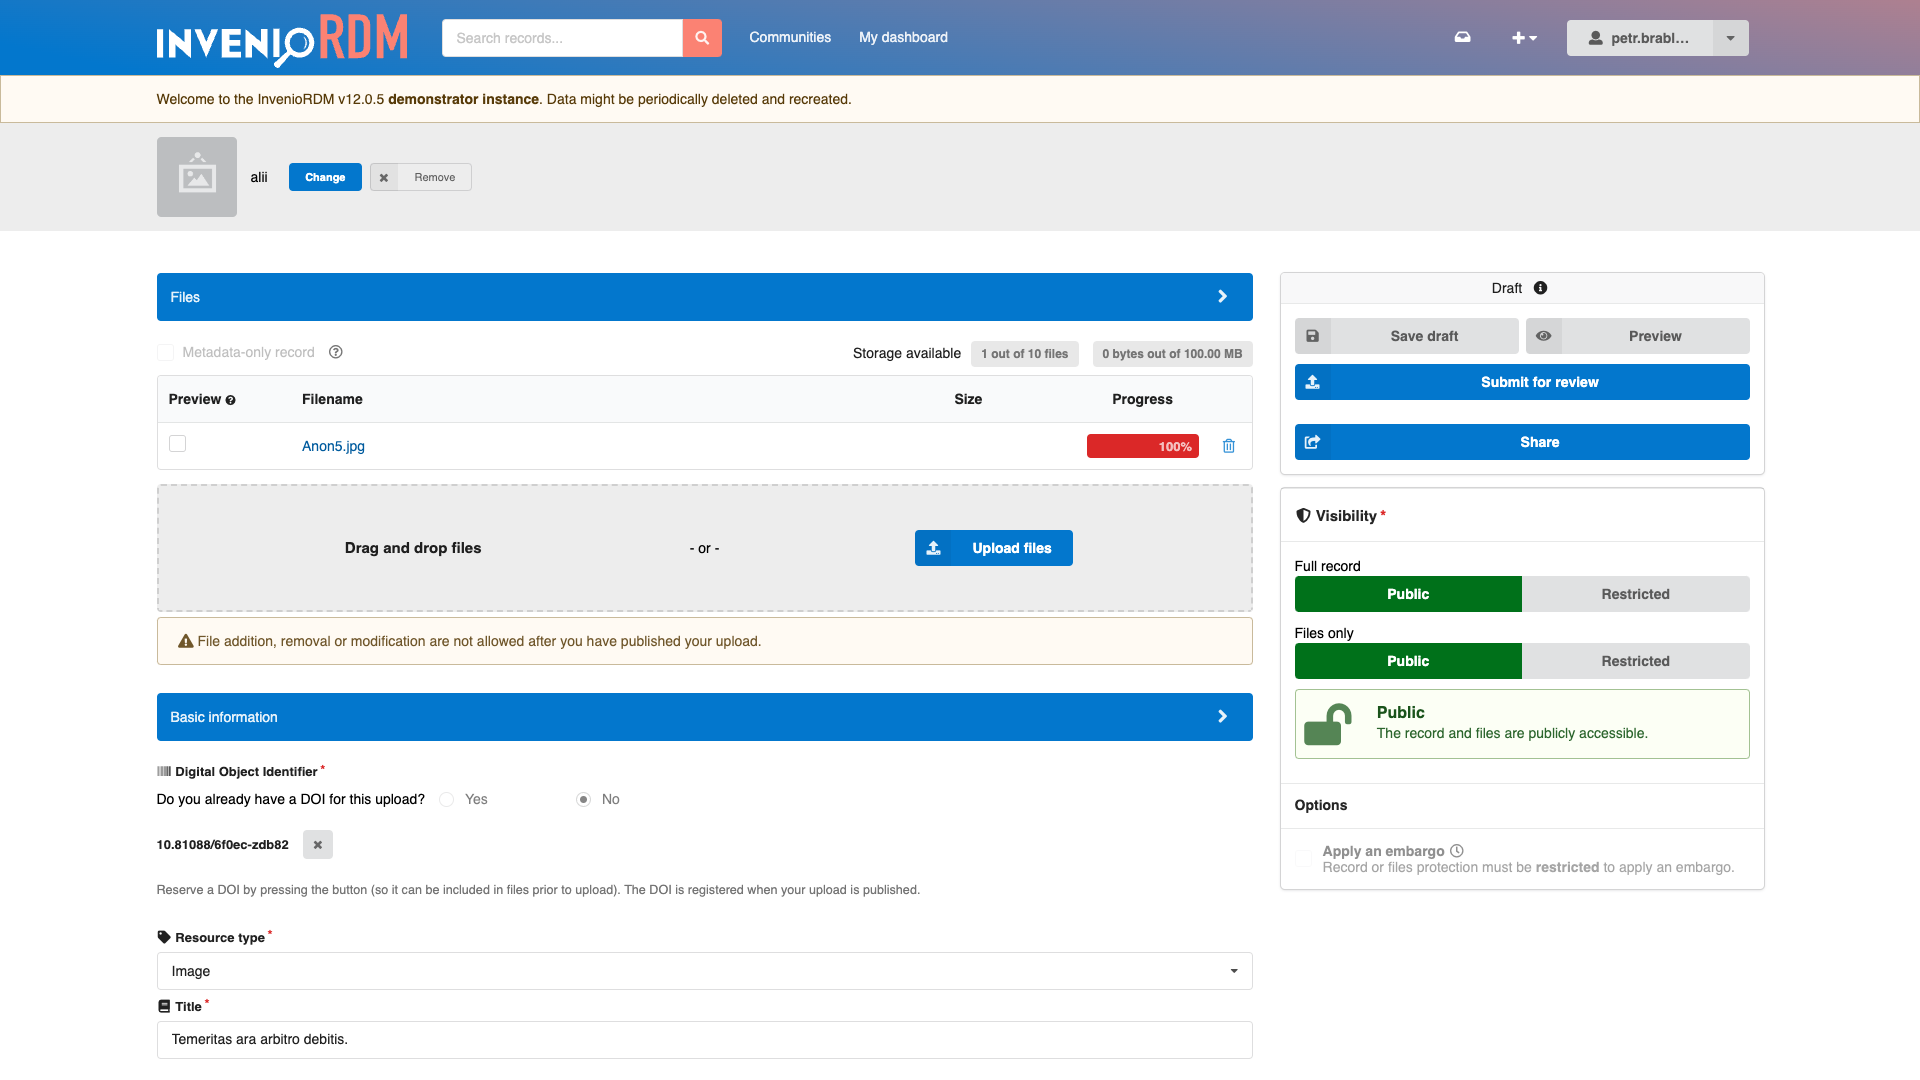 INVENIO RDM
Search records...
Communities
My dashboard
petr.brabl...
Welcome to the InvenioRDM v12.0.5 demonstrator instance. Data might be periodically deleted and recreated.
alii
Change
Remove
Files
Metadata-only record
Storage available
1 out of 10 files
0 bytes out of 100.00 MB
Preview
Filename
Size
Progress
Anon5.jpg
100%
Drag and drop files
- or -
Upload files
File addition, removal or modification are not allowed after you have published your upload.
Basic information
Digital Object Identifier *
Do you already have a DOI for this upload?
Yes
No
10.81088/6f0ec-zdb82
Reserve a DOI by pressing the button (so it can be included in files prior to upload). The DOI is registered when your upload is published.
Resource type *
Image
Title *
Temeritas ara arbitro debitis.
Draft
Save draft
Preview
Submit for review
Share
Visibility *
Full record
Public
Restricted
Files only
Public
Restricted
Public
The record and files are publicly accessible.
Options
Apply an embargo
Record or files protection must be restricted to apply an embargo.